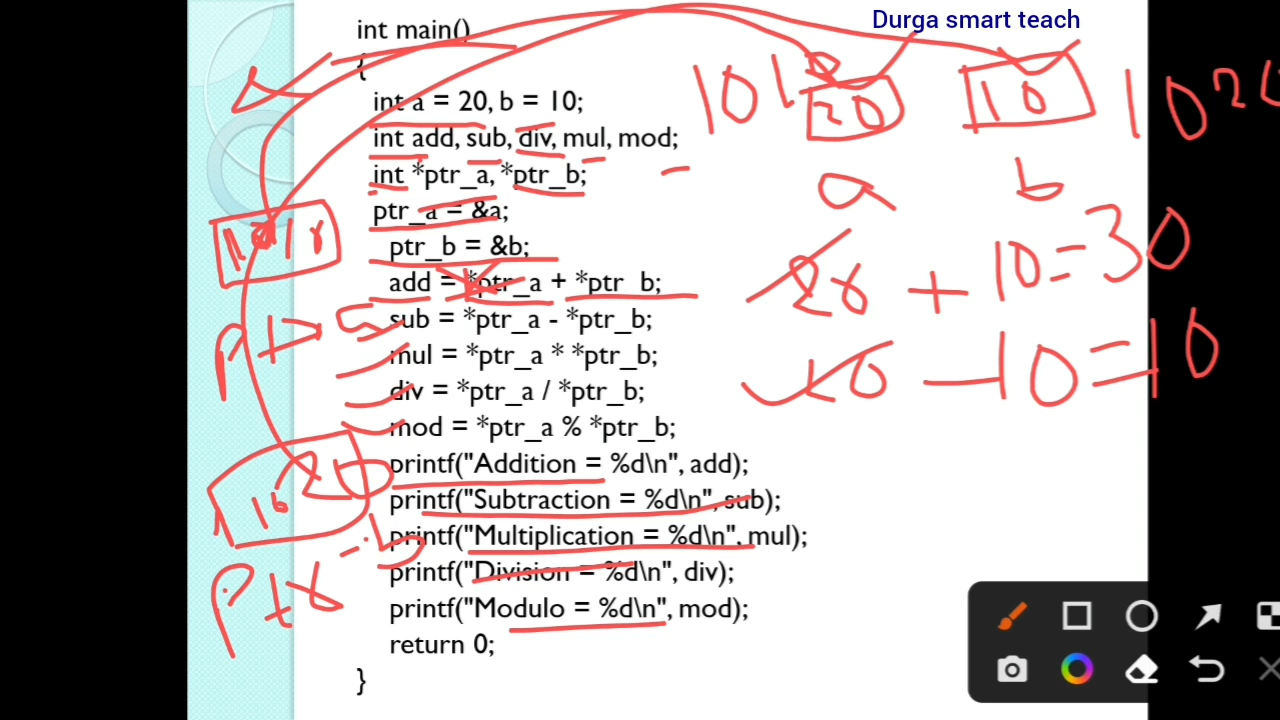 Durga smart teach
int main()
{
int a = 20, b = 10;
int add, sub, div, mul, mod;
int *ptr_a, *ptr_b;
ptr_a = &a;
ptr_b = &b;
add = *ptr_a + *ptr_b;
sub = *ptr_a - *ptr_b;
mul = *ptr_a * *ptr_b;
div = *ptr_a / *ptr_b;
mod = *ptr_a % *ptr_b;
printf("Addition = %d\n", add);
printf("Subtraction = %d\n", sub);
printf("Multiplication = %d\n", mul);
printf("Division = %d\n", div);
printf("Modulo = %d\n", mod);
return 0;
}
20
10
1020
a
b
+ 10 = 30
- 10 = 10